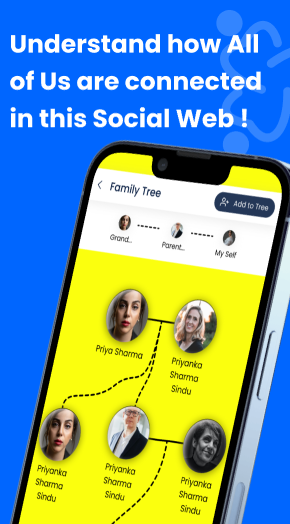 Understand how All
of Us are connected
in this Social Web !
Family Tree
Add to Tree
Grand...
Parent...
My Self
Priya Sharma
Priyanka
Sharma
Sindu
Priyanka
Sharma
Sindu
Priyanka
Sharma
Sindu
Priyanka
Sharma
Sindu